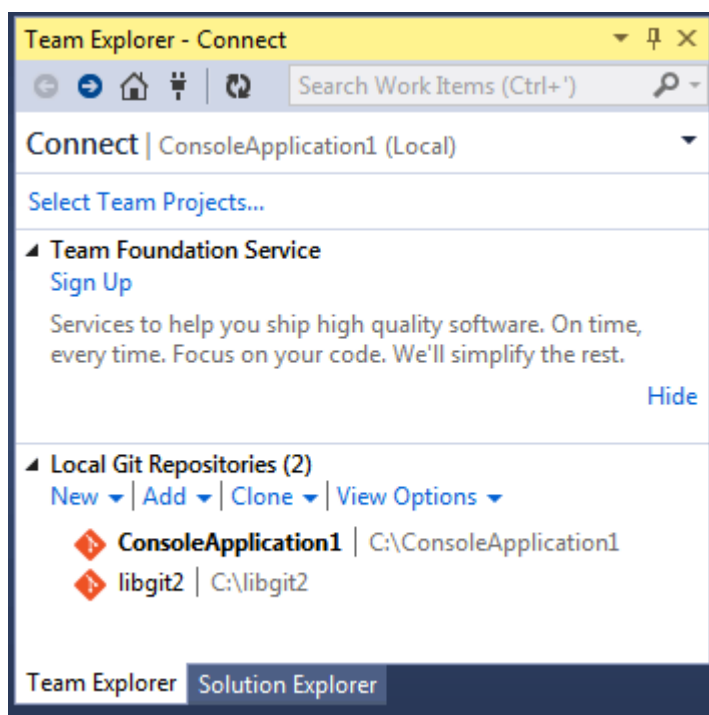 Team Explorer - Connect
Search Work Items (Ctrl+')
Connect | ConsoleApplication1 (Local)
Select Team Projects...
Team Foundation Service
Sign Up
Services to help you ship high quality software. On time,
every time. Focus on your code. We'll simplify the rest.
Hide
Local Git Repositories (2)
New | Add | Clone | View Options
ConsoleApplication1 | C:\ConsoleApplication1
libgit2 | C:\libgit2
Team Explorer Solution Explorer